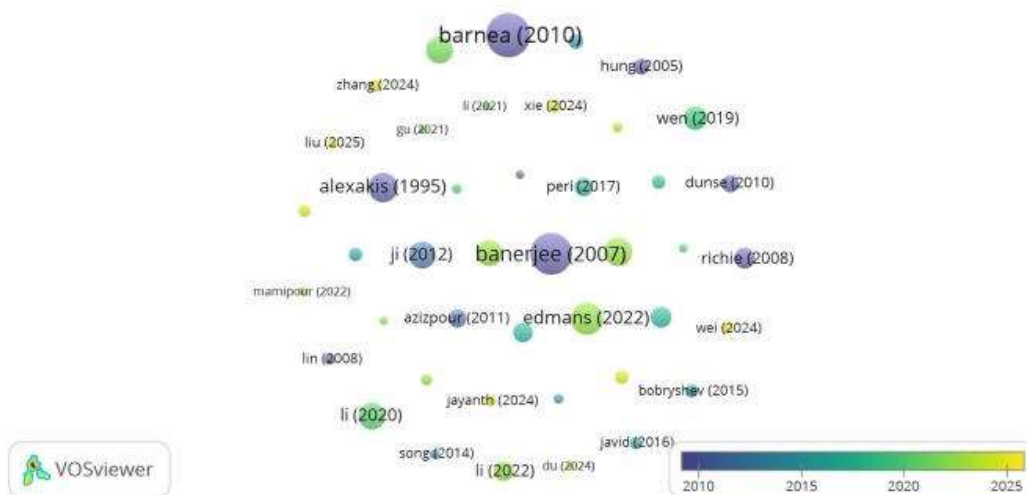 barnea (2010)
hung (2005)
zhang (2024)
li (2021)
xie (2024)
wen (2019)
gu (2021)
liu (2025)
alexakis (1995)
peri (2017)
dunse (2010)
ji (2012)
banerjee (2007)
richie (2008)
mamipour (2022)
azizpour (2011)
edmans (2022)
wei (2024)
lin (2008)
bobryshev (2015)
jayanth (2024)
li (2020)
javid (2016)
song (2014)
li (2022)
du (2024)
VOSviewer
2010 2015 2020 2025